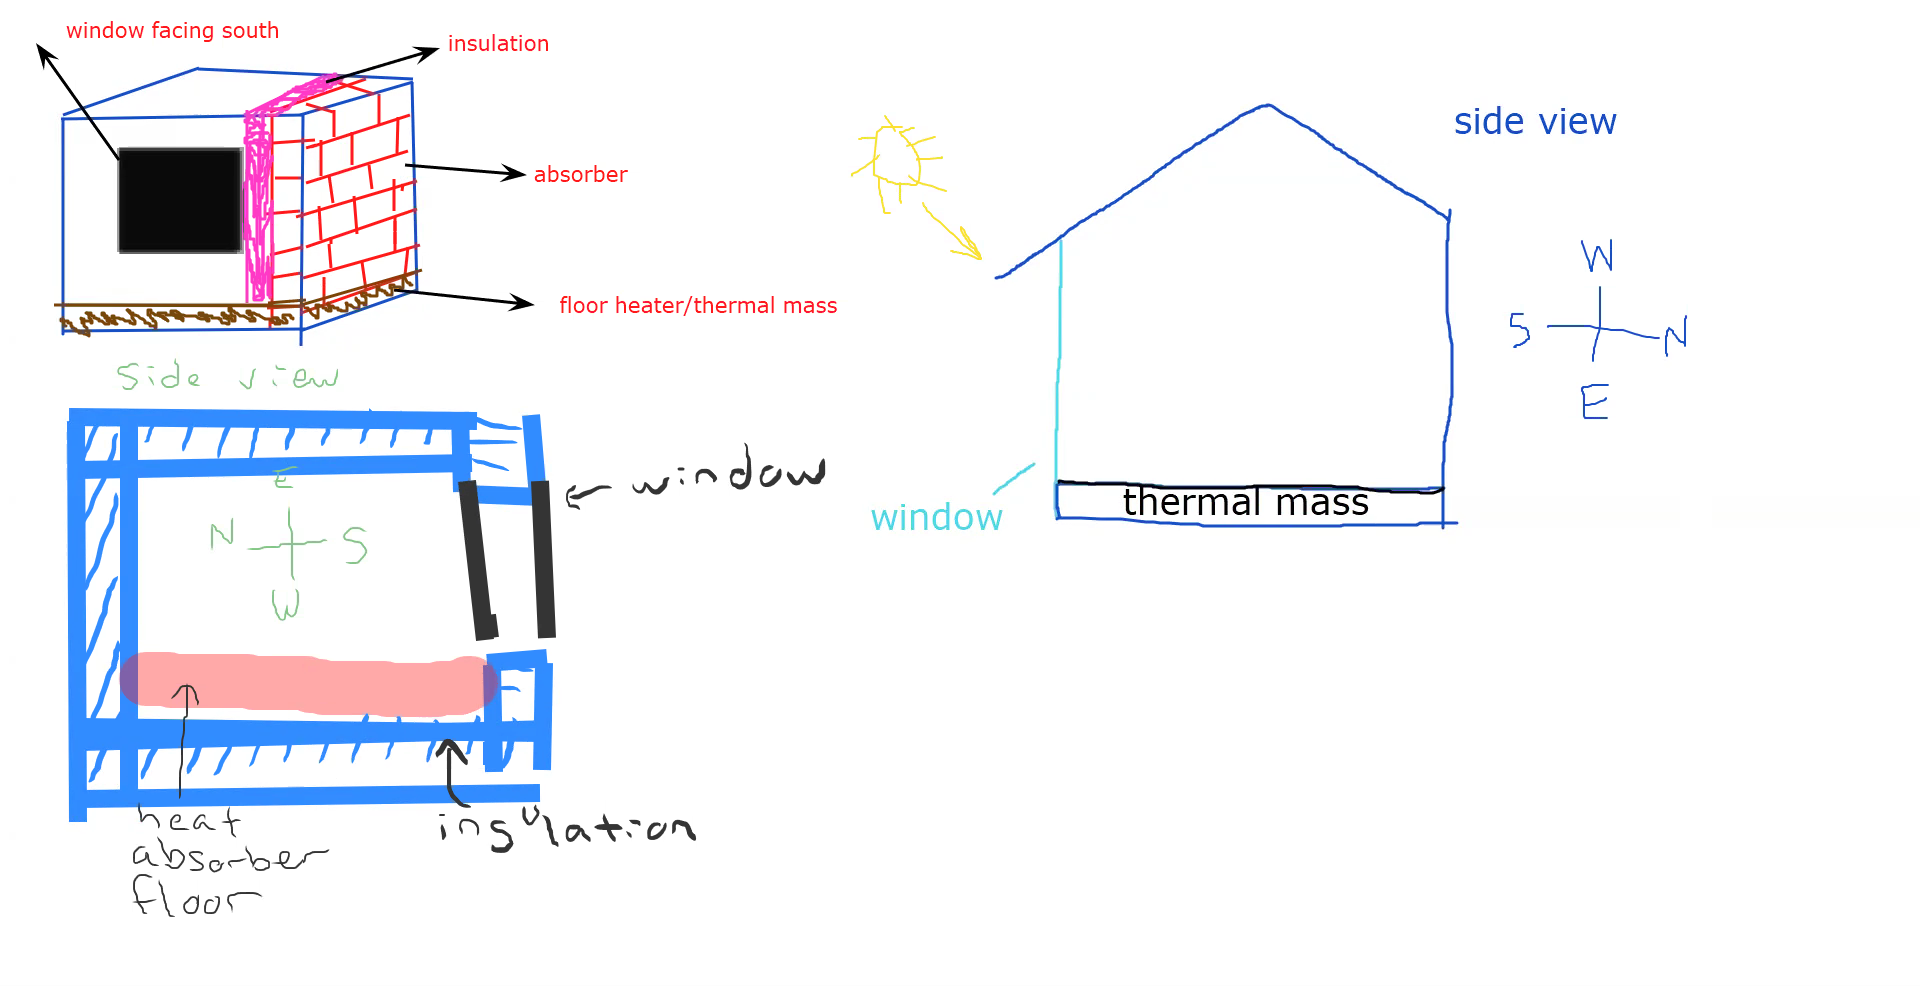 window facing south
insulation
absorber
floor heater/thermal mass
side view
E
N
S
W
window
heat
absorber
floor
insulation
side view
W
S
N
E
window
thermal mass